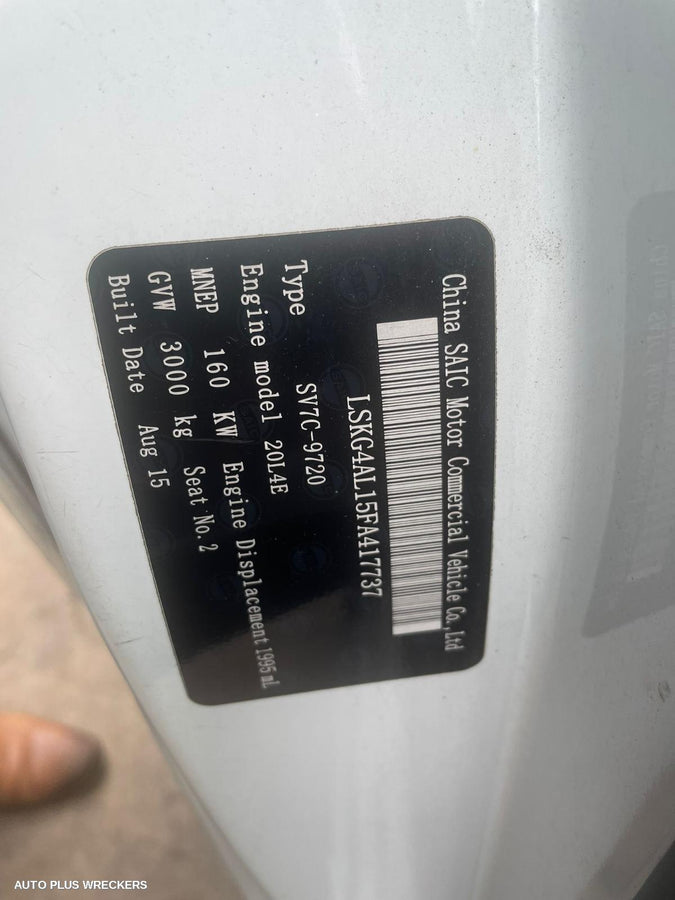 China SAIC Motor Commercial Vehicle Co.,Ltd
LSKG4AL15FA417737
Type SV7C-9720
Engine model 20L4E
MNEP 160 KW Engine Displacement 1995 mL
GVW 3000 kg Seat No. 2
Built Date Aug 15
AUTO PLUS WRECKERS